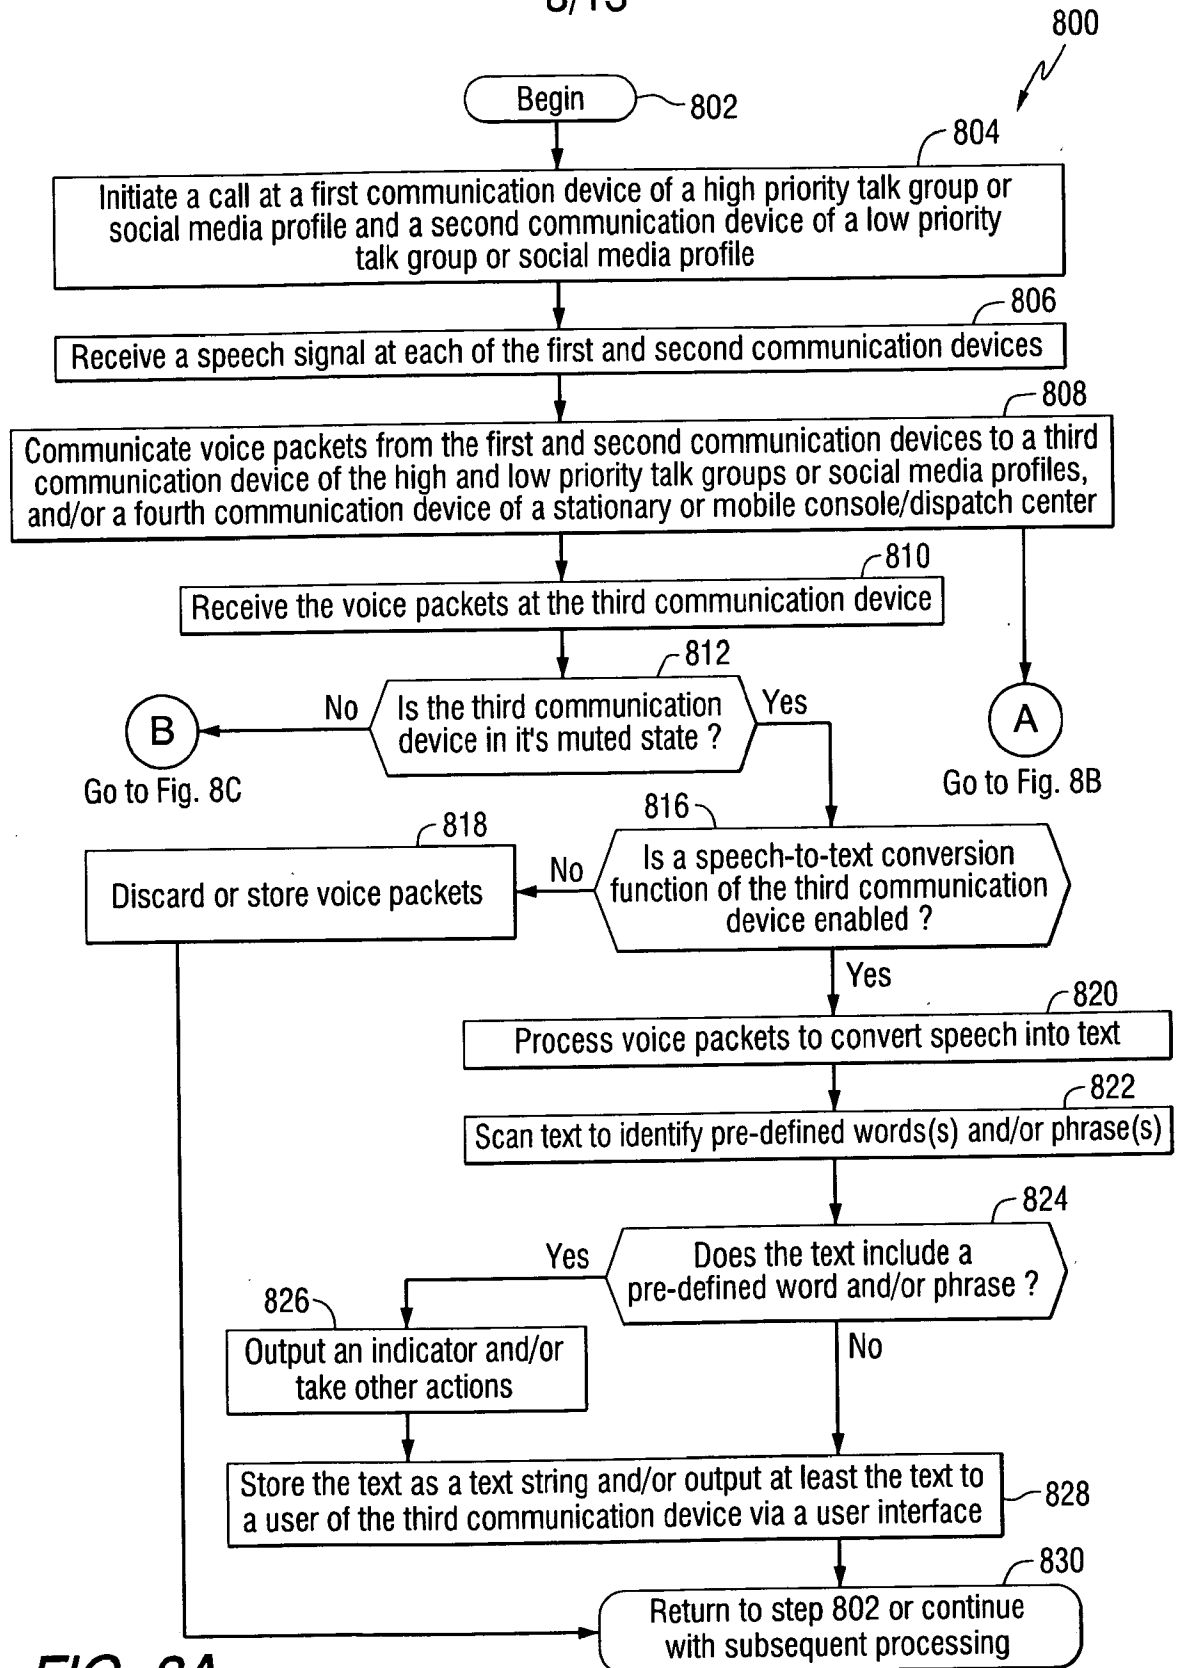 8/13
800
Begin
802
804
Initiate a call at a first communication device of a high priority talk group or
social media profile and a second communication device of a low priority
talk group or social media profile
806
Receive a speech signal at each of the first and second communication devices
808
Communicate voice packets from the first and second communication devices to a third
communication device of the high and low priority talk groups or social media profiles,
and/or a fourth communication device of a stationary or mobile console/dispatch center
810
Receive the voice packets at the third communication device
812
No
Is the third communication
device in it's muted state ?
Yes
B
A
Go to Fig. 8C
Go to Fig. 8B
816
818
Is a speech-to-text conversion
function of the third communication
device enabled ?
No
Discard or store voice packets
Yes
820
Process voice packets to convert speech into text
822
Scan text to identify pre-defined words(s) and/or phrase(s)
824
Yes
Does the text include a
pre-defined word and/or phrase ?
826
No
Output an indicator and/or
take other actions
Store the text as a text string and/or output at least the text to
a user of the third communication device via a user interface
828
830
Return to step 802 or continue
with subsequent processing
FIG. 8A